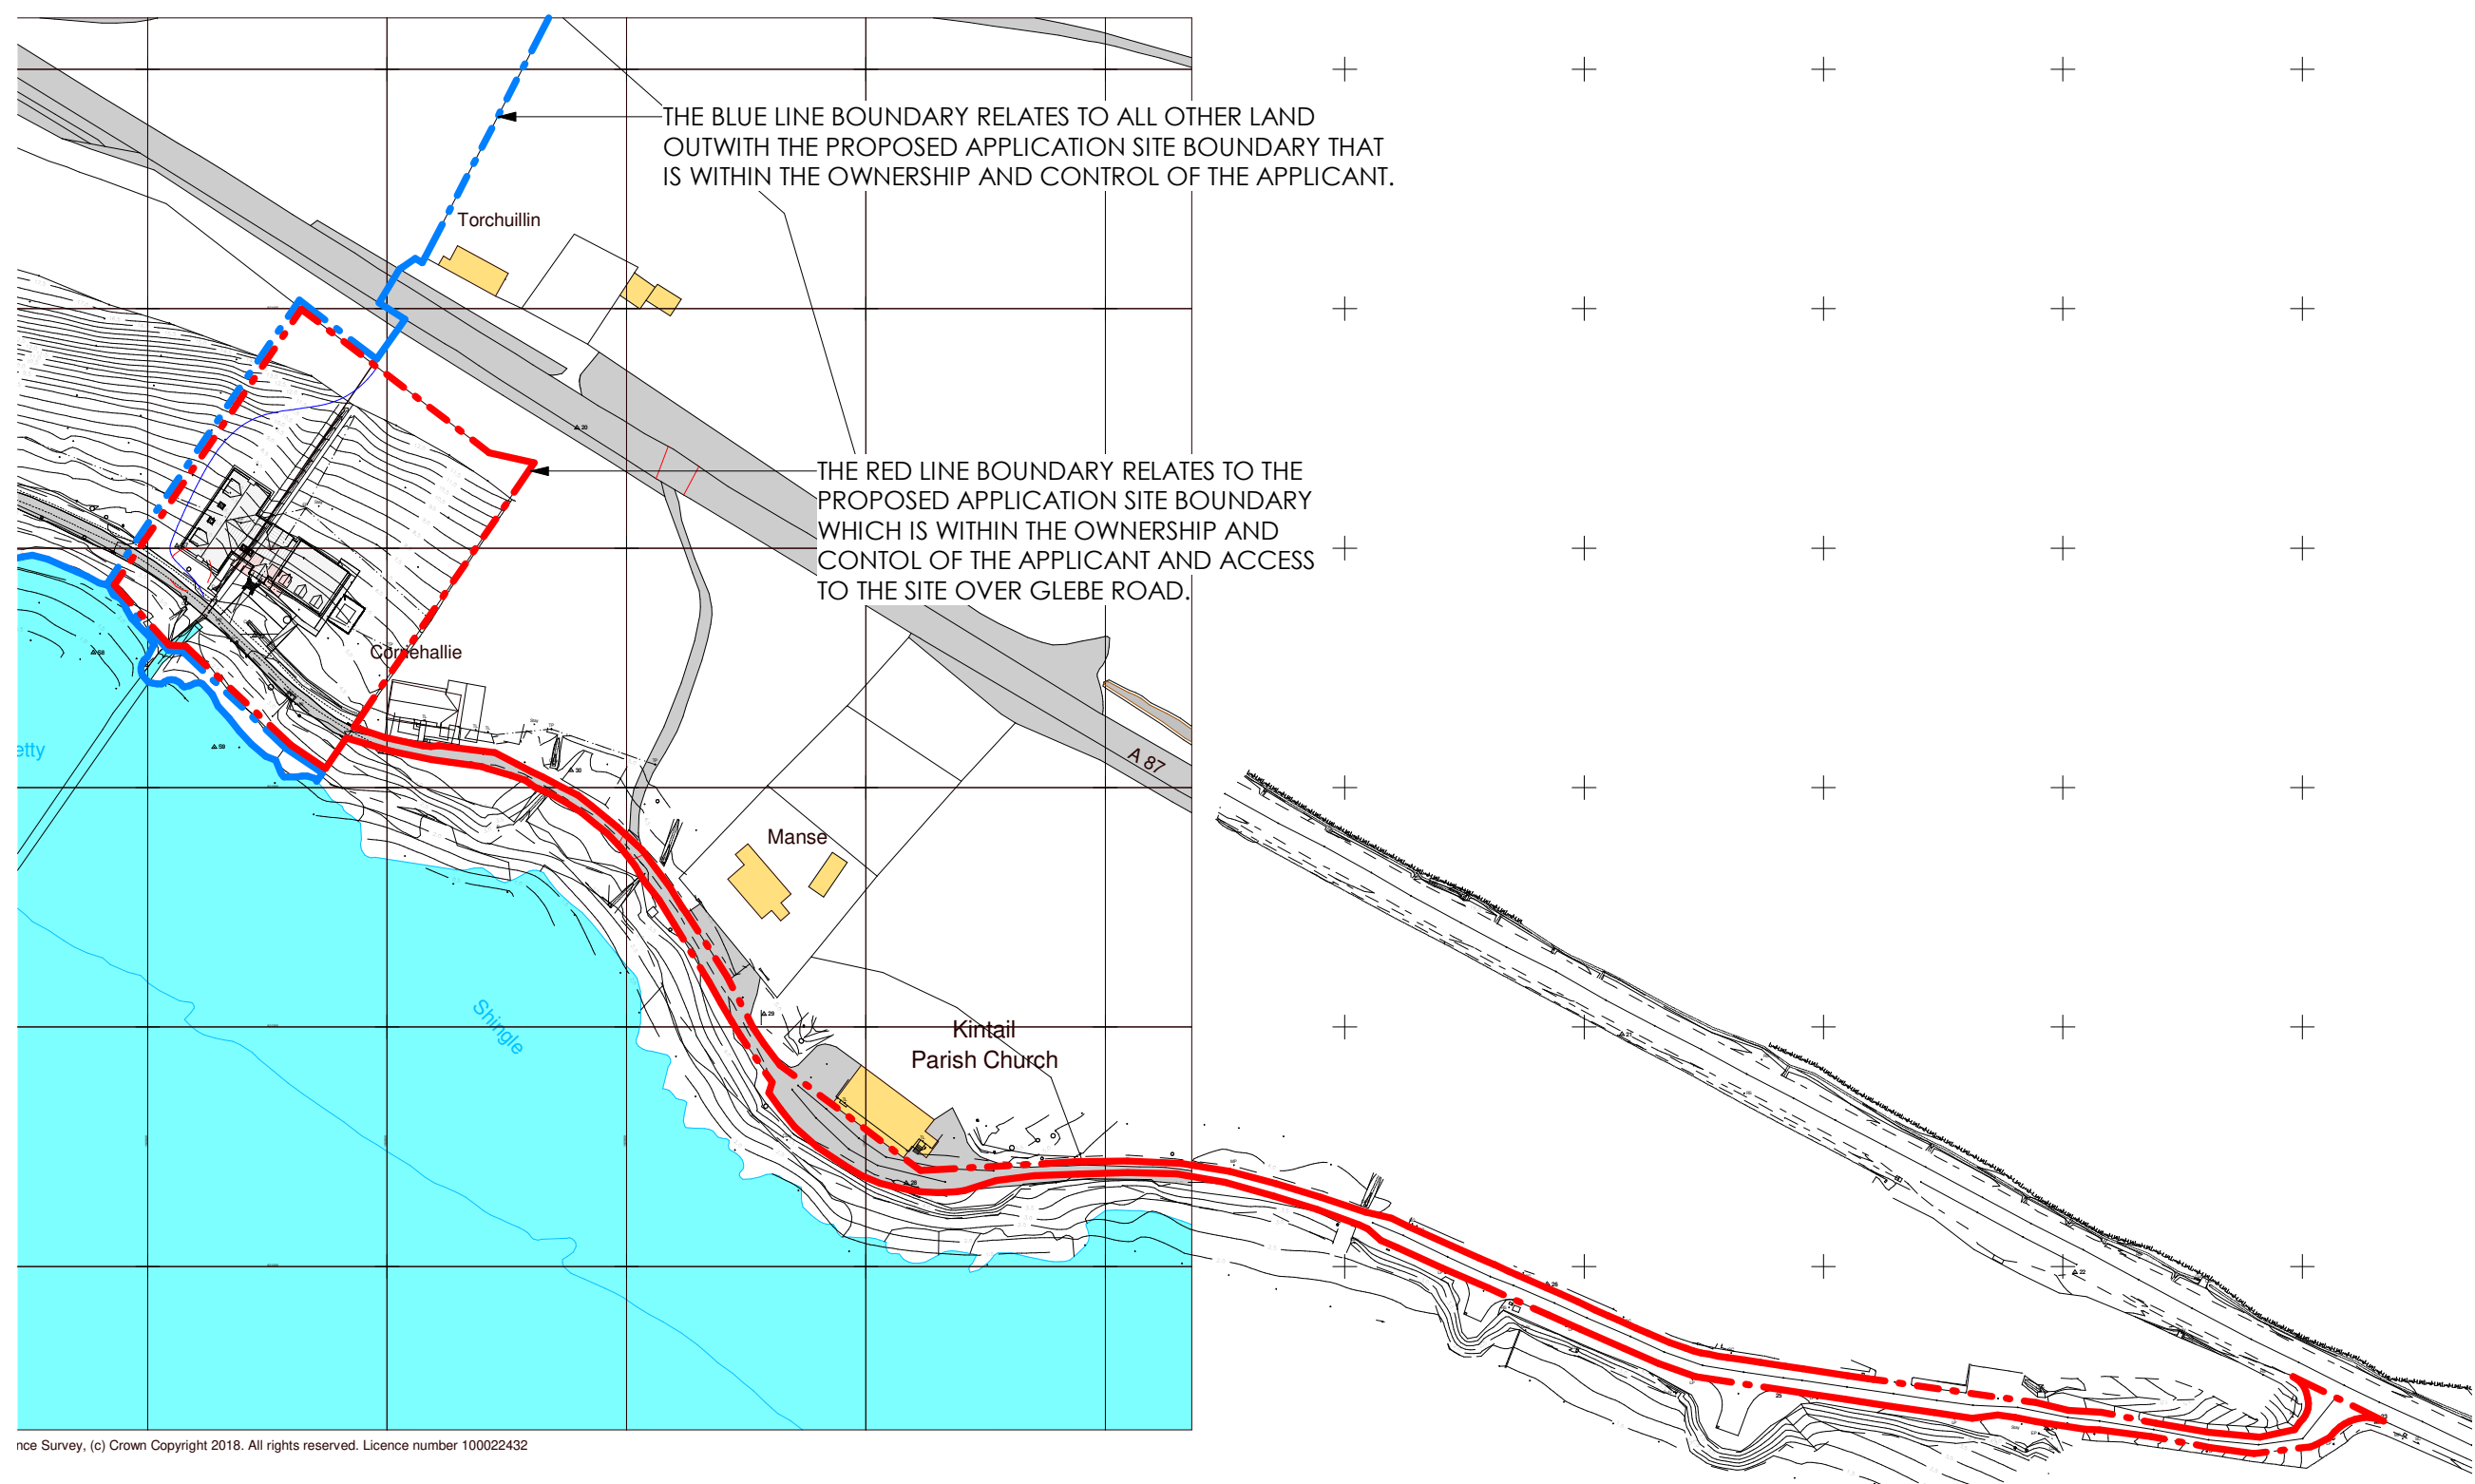 THE BLUE LINE BOUNDARY RELATES TO ALL OTHER LAND
OUTWITH THE PROPOSED APPLICATION SITE BOUNDARY THAT
IS WITHIN THE OWNERSHIP AND CONTROL OF THE APPLICANT.
Torchuillin
THE RED LINE BOUNDARY RELATES TO THE
PROPOSED APPLICATION SITE BOUNDARY
WHICH IS WITHIN THE OWNERSHIP AND
CONTOL OF THE APPLICANT AND ACCESS
TO THE SITE OVER GLEBE ROAD.
Corriehallie
etty
A 87
Manse
Shingle
Kintail
Parish Church
nce Survey, (c) Crown Copyright 2018. All rights reserved. Licence number 100022432